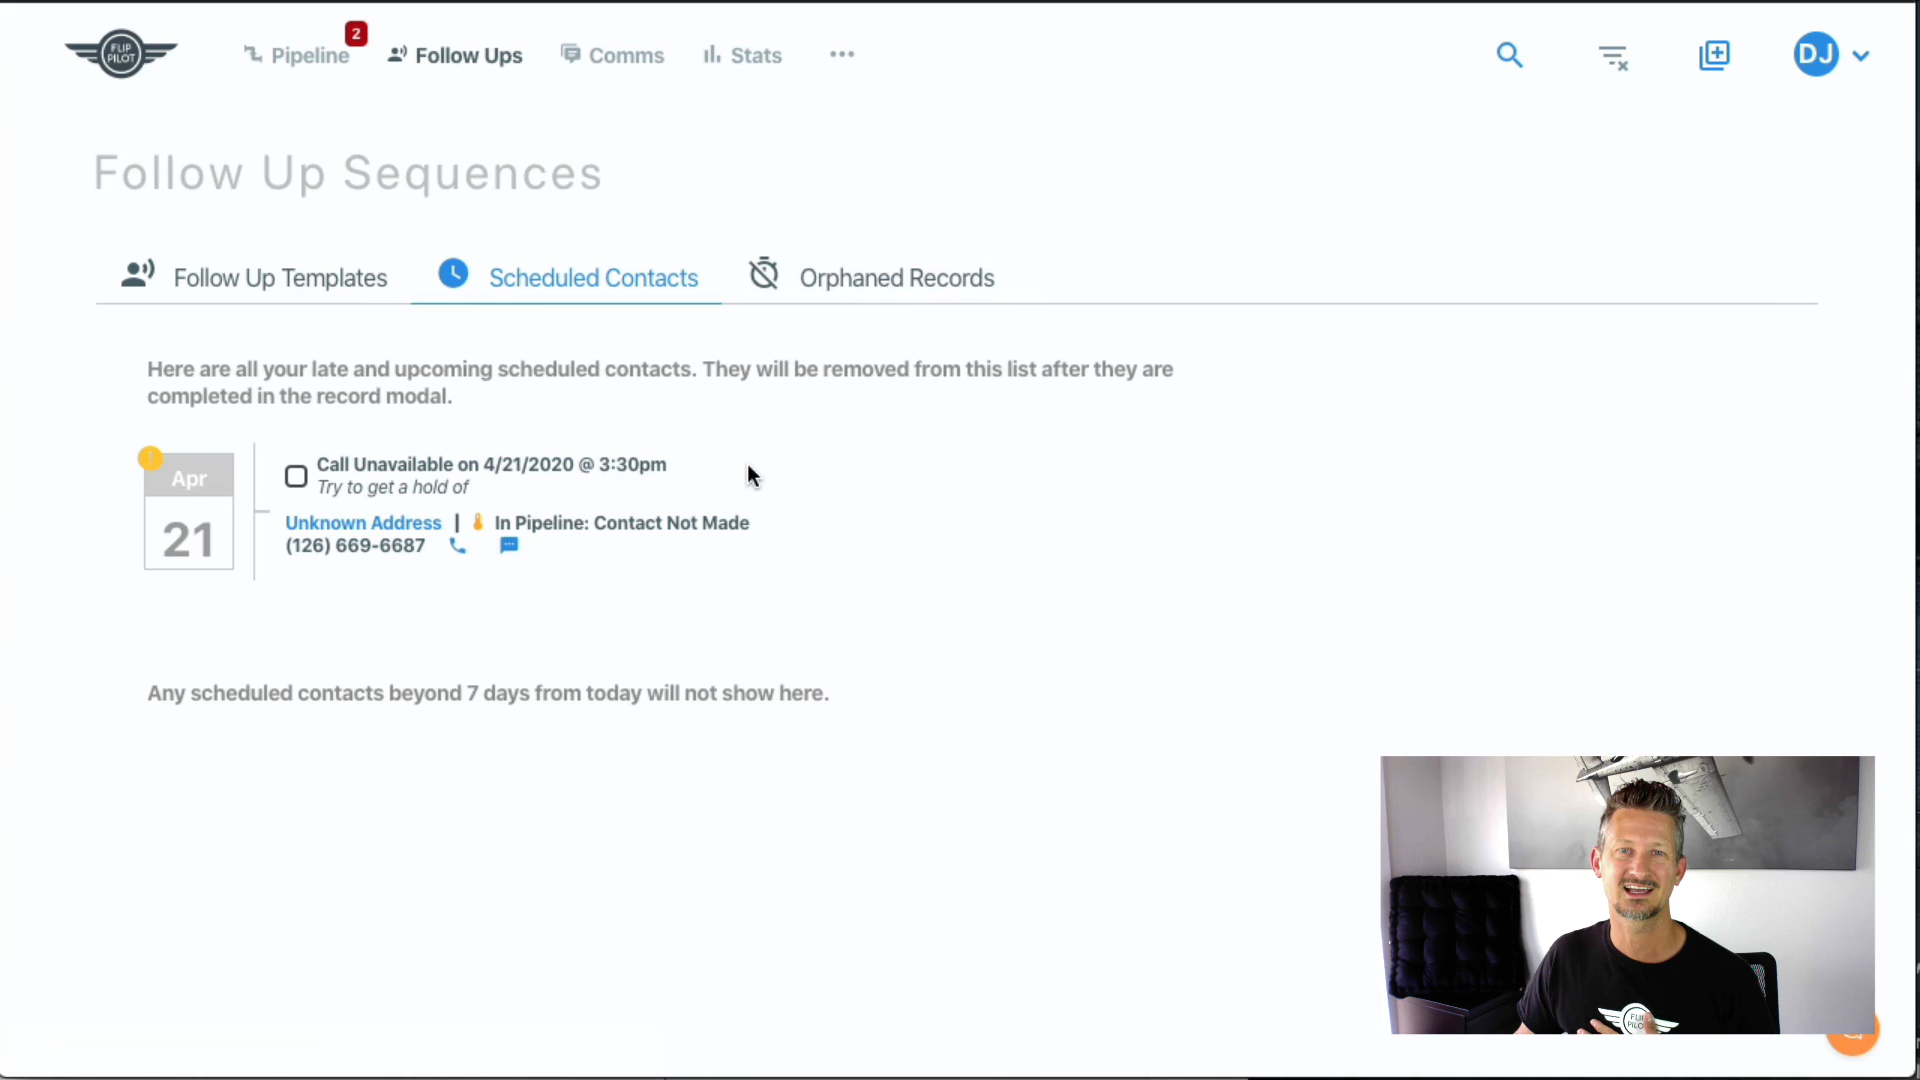 FLIP
PILOT
Pipeline
2
Follow Ups
Comms
Stats
DJ
Follow Up Sequences
Follow Up Templates
Scheduled Contacts
Orphaned Records
Here are all your late and upcoming scheduled contacts. They will be removed from this list after they are
completed in the record modal.
!
Apr
21
Call Unavailable on 4/21/2020 @ 3:30pm
Try to get a hold of
Unknown Address | In Pipeline: Contact Not Made
(126) 669-6687
Any scheduled contacts beyond 7 days from today will not show here.